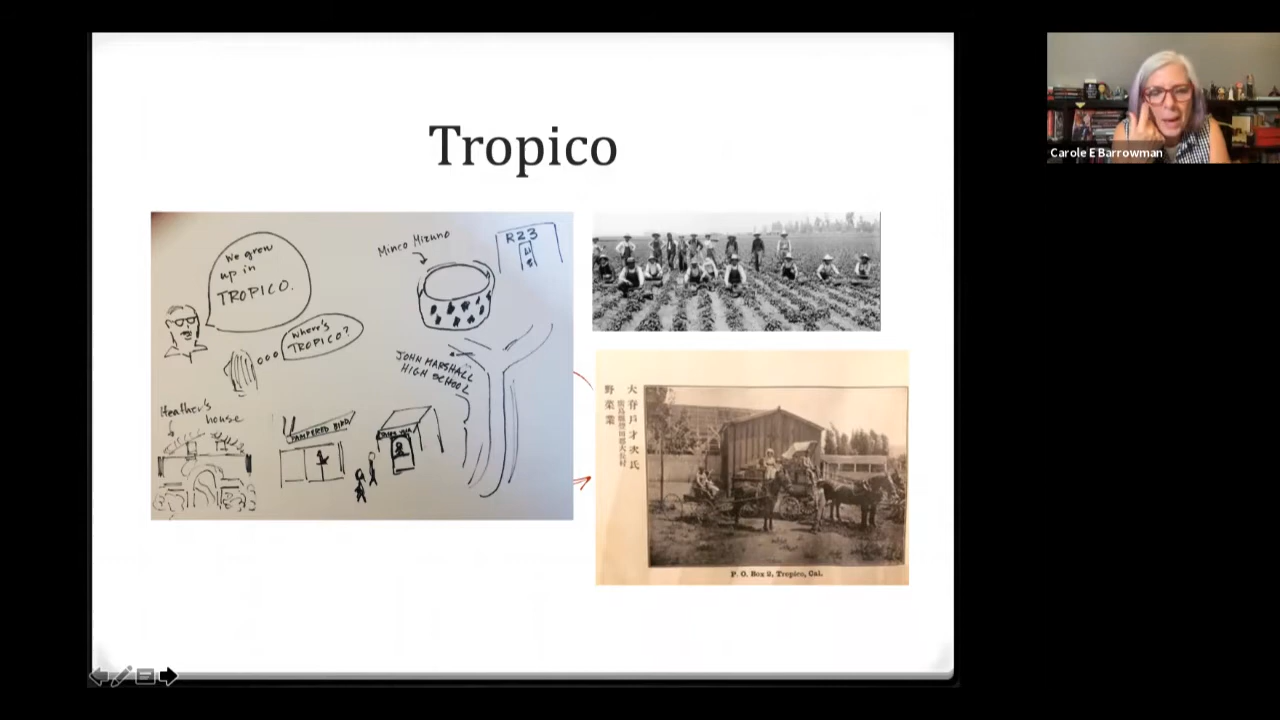 Tropico
We grew
up in
TROPICO.
Where's
TROPICO?
Minco Mizuno
R23
JOHN MARSHALL
HIGH SCHOOL
Heather's
house
PAMPERED BIRD
大脊戸才次氏
野菜業
P. O. Box 2, Tropico, Cal.
Carole E Barrowman